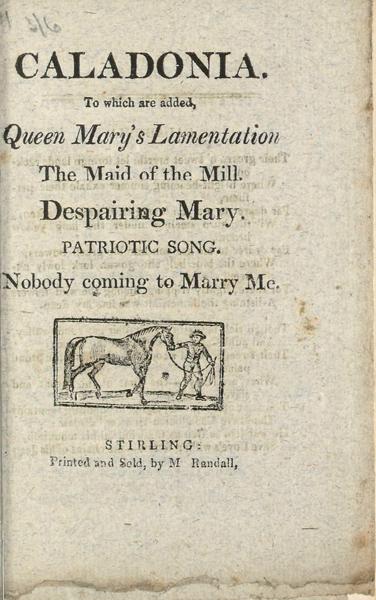 CALADONIA.
To which are added,
Queen Mary's Lamentation
The Maid of the Mill.
Despairing Mary.
PATRIOTIC SONG.
Nobody coming to Marry Me.
STIRLING:
Printed and Sold, by M Randall,